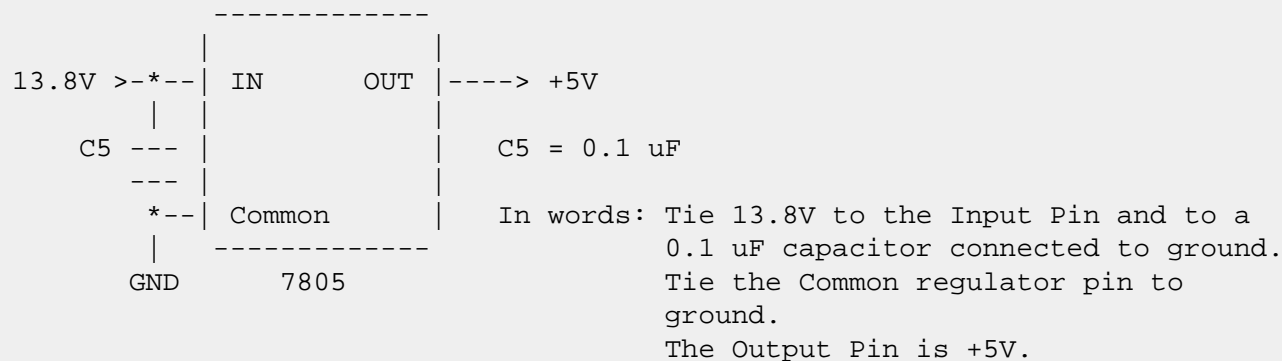 -------------
      |             |
13.8V >-*--| IN      OUT |----> +5V
        |  |             |
    C5 --- |             |   C5 = 0.1 uF
       --- |             |
        *--| Common      |   In words: Tie 13.8V to the Input Pin and to a
        |   -------------              0.1 uF capacitor connected to ground.
       GND      7805                   Tie the Common regulator pin to
                                       ground.
                                       The Output Pin is +5V.